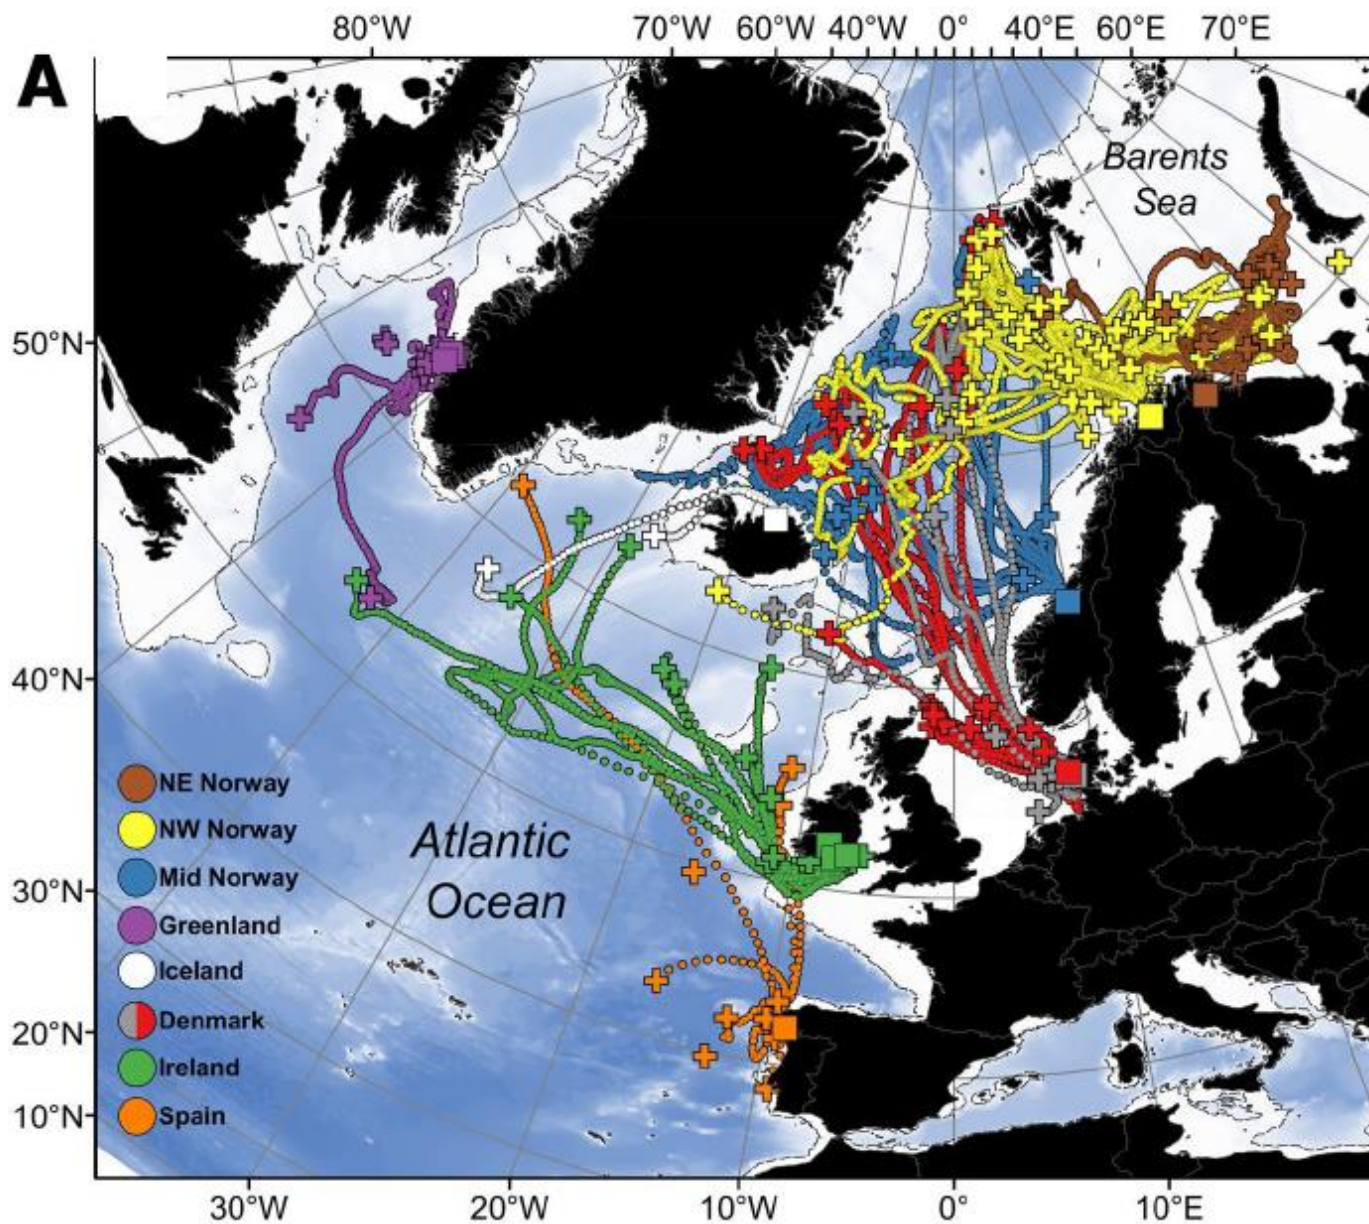 80°W 70°W 60°W 40°W 0° 40°E 60°E 70°E
A
Barents
Sea
50°N
40°N
NE Norway
NW Norway
Atlantic
Mid Norway
Ocean
30°N
Greenland
Iceland
Denmark
20°N
Ireland
10°N
Spain
30°W 20°W 10°W 0° 10°E